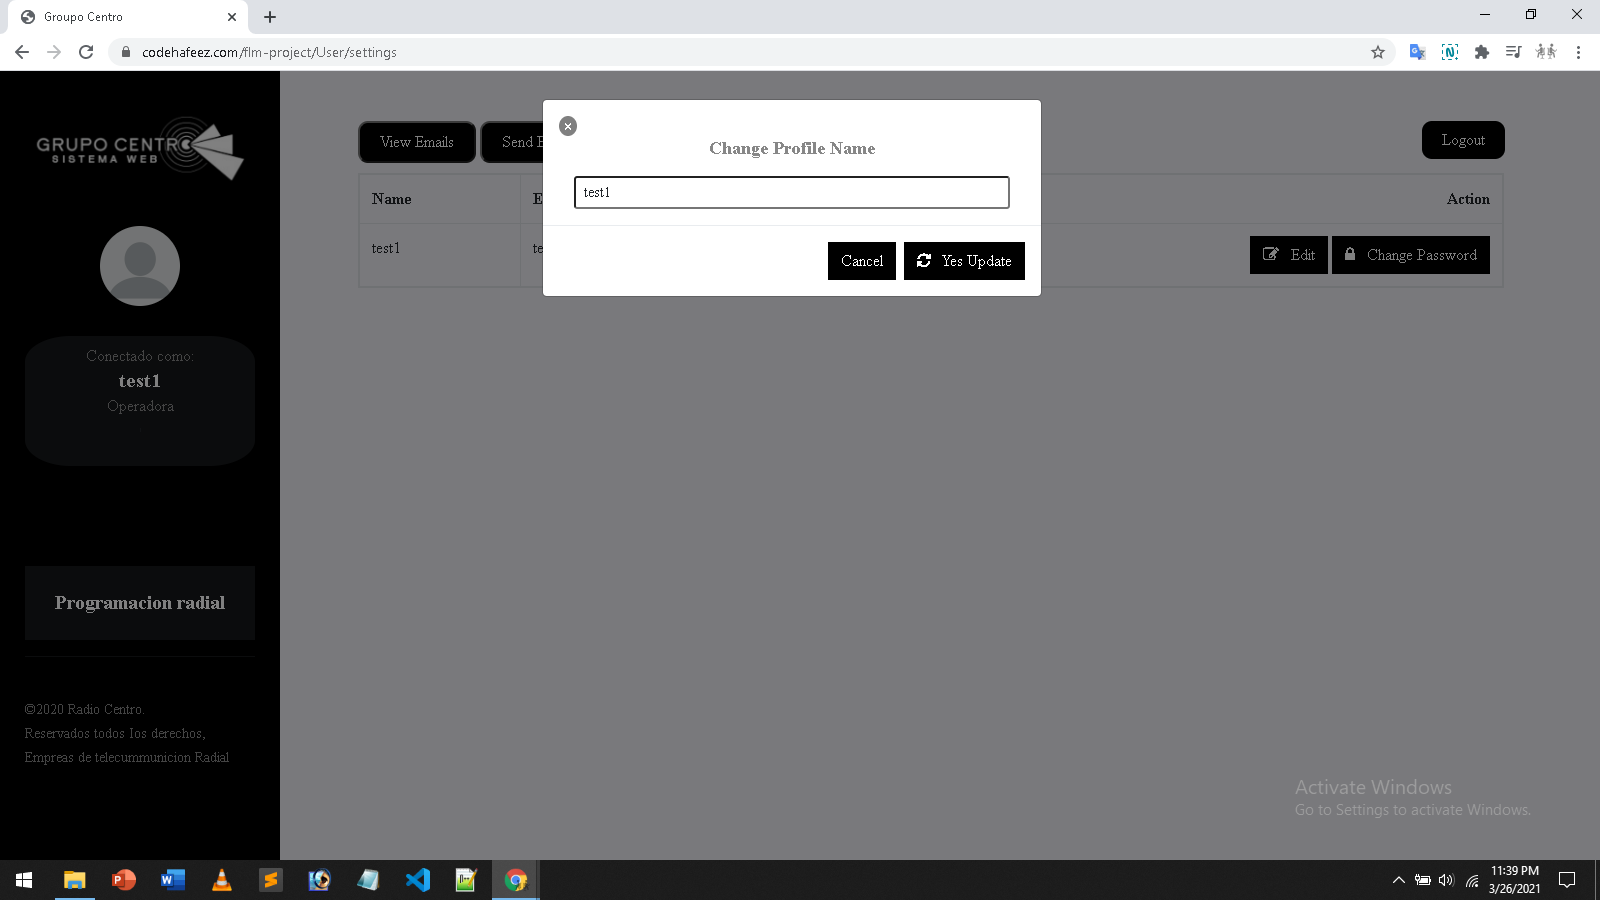 Groupo Centro
codehafeez.com/flm-project/User/settings
GRUPO CENTRO
SISTEMA WEB
Conectado como:
test1
Operadora
Programacion radial
©2020 Radio Centro.
Reservados todos Ios derechos,
Empreas de telecummunicion Radial
View Emails
Send E
Logout
Name
E
Action
test1
te
Edit
Change Password
Change Profile Name
test1
Cancel
Yes Update
Activate Windows
Go to Settings to activate Windows.
11:39 PM
3/26/2021